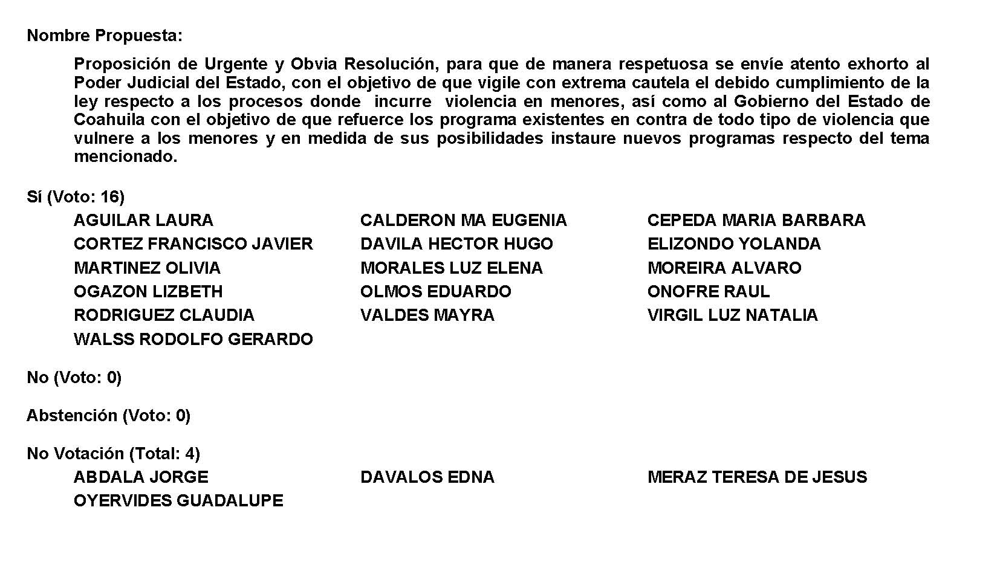 Nombre Propuesta:
Proposición de Urgente y Obvia Resolución, para que de manera respetuosa se envíe atento exhorto al
Poder Judicial del Estado, con el objetivo de que vigile con extrema cautela el debido cumplimiento de la
ley respecto a los procesos donde incurre violencia en menores, así como al Gobierno del Estado de
Coahuila con el objetivo de que refuerce los programa existentes en contra de todo tipo de violencia que
vulnere a los menores y en medida de sus posibilidades instaure nuevos programas respecto del tema
mencionado.
Sí (Voto: 16)
AGUILAR LAURA CALDERON MA EUGENIA CEPEDA MARIA BARBARA
CORTEZ FRANCISCO JAVIER DAVILA HECTOR HUGO ELIZONDO YOLANDA
MARTINEZ OLIVIA MORALES LUZ ELENA MOREIRA ALVARO
OGAZON LIZBETH OLMOS EDUARDO ONOFRE RAUL
RODRIGUEZ CLAUDIA VALDES MAYRA VIRGIL LUZ NATALIA
WALSS RODOLFO GERARDO
No (Voto: 0)
Abstención (Voto: 0)
No Votación (Total: 4)
ABDALA JORGE DAVALOS EDNA MERAZ TERESA DE JESUS
OYERVIDES GUADALUPE